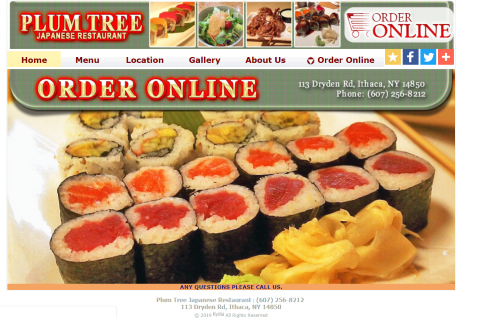 PLUM TREE
JAPANESE RESTAURANT
ORDER
ONLINE
Home Menu Location Gallery About Us Order Online
ORDER ONLINE
113 Dryden Rd, Ithaca, NY 14850
Phone: (607) 256-8212
ANY QUESTIONS PLEASE CALL US.
Plum Tree Japanese Restaurant : (607) 256-8212
113 Dryden Rd, Ithaca, NY 14850
All Rights Reserved